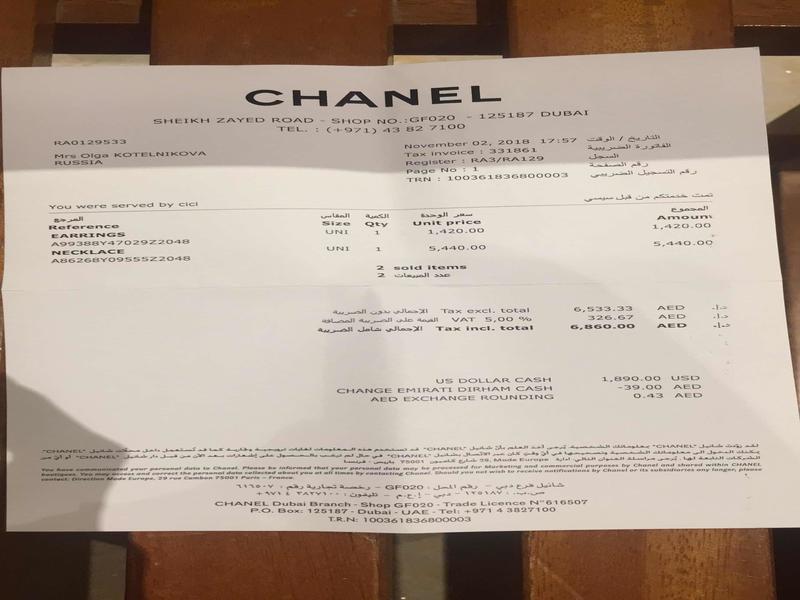 CHANEL
SHEIKH ZAYED ROAD - SHOP NO.:GF020 - 125187 DUBAI
TEL. : (+971) 43 82 7100
RA0129533
Mrs Olga KOTELNIKOVA
RUSSIA
November 02, 2018 17:57 التاريخ / الوقت
Tax invoice : 331861 الفاتورة الضريبية
Register : RA3/RA129 السجل
Page No : 1 رقم الصفحة
TRN : 100361836800003 رقم التسجيل الضريبي
You were served by cici
تمت خدمتكم من قبل سيسي
المرجع المقاس الكمية سعر الوحدة المجموع
Reference Size Qty Unit price Amount
EARRINGS UNI 1 1,420.00 1,420.00
A99388Y47029Z2048
NECKLACE UNI 1 5,440.00 5,440.00
A86268Y09555Z2048
2 sold items
2 عدد المبيعات
الإجمالي بدون الضريبة Tax excl. total 6,533.33 AED د.إ.
القيمة على الضريبة المضافة VAT 5,00 % 326.67 AED د.إ.
الإجمالي شامل الضريبة Tax incl. total 6,860.00 AED د.إ.
US DOLLAR CASH 1,890.00 USD
CHANGE EMIRATI DIRHAM CASH -39.00 AED
AED EXCHANGE ROUNDING 0.43 AED
You have communicated your personal data to Chanel. Please be informed that your personal data may be processed for Marketing and commercial purposes by Chanel and shared within CHANEL
boutiques. You may access and correct the personal data collected about you at all times by contacting Chanel. Should you not wish to receive notifications by Chanel or its subsidiaries any longer, please
contact: Direction Mode Europe, 29 rue Cambon 75001 Paris - France.
شانيل فرع دبي - رقم المحل: GF020 - رخصة تجارية رقم: ٦١٦٥٠٧
ص.ب.: ١٢٥١٨٧ - دبي - إ.ع.م - تليفون: ٣٨٢٧١٠٠ ٤ ٩٧١+
CHANEL Dubai Branch - Shop GF020 - Trade Licence N°616507
P.O. Box: 125187 - Dubai - UAE - Tel: +971 4 3827100
T.R.N: 100361836800003